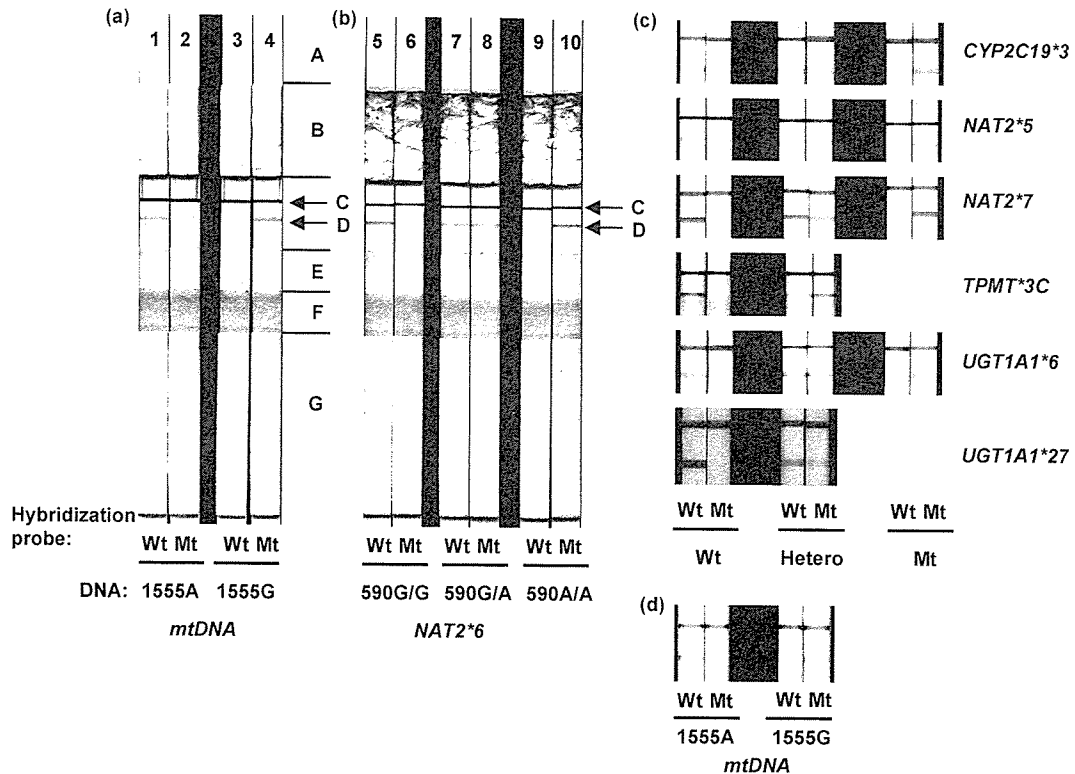 (a)
1 2 3 4
A
B
C
D
E
F
G
(b)
5 6 7 8 9 10
C
D
Hybridization
probe:
Wt Mt Wt Mt
DNA: 1555A 1555G
mtDNA
Wt Mt Wt Mt Wt Mt
590G/G 590G/A 590A/A
NAT2*6
(c)
CYP2C19*3
NAT2*5
NAT2*7
TPMT*3C
UGT1A1*6
UGT1A1*27
Wt Mt Wt Mt Wt Mt
Wt Hetero Mt
(d)
Wt Mt Wt Mt
1555A 1555G
mtDNA